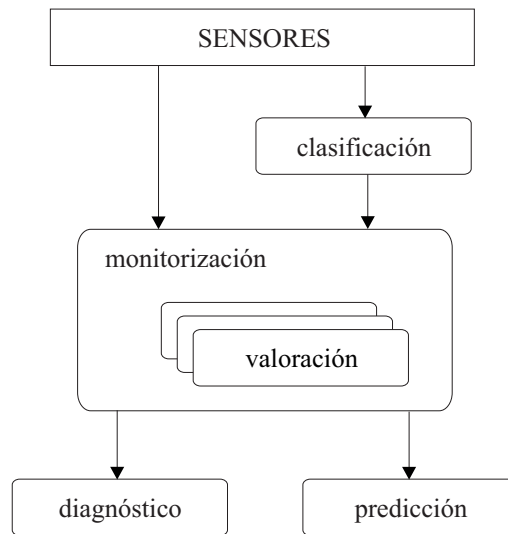 SENSORES
clasificación
monitorización
valoración
diagnóstico
predicción